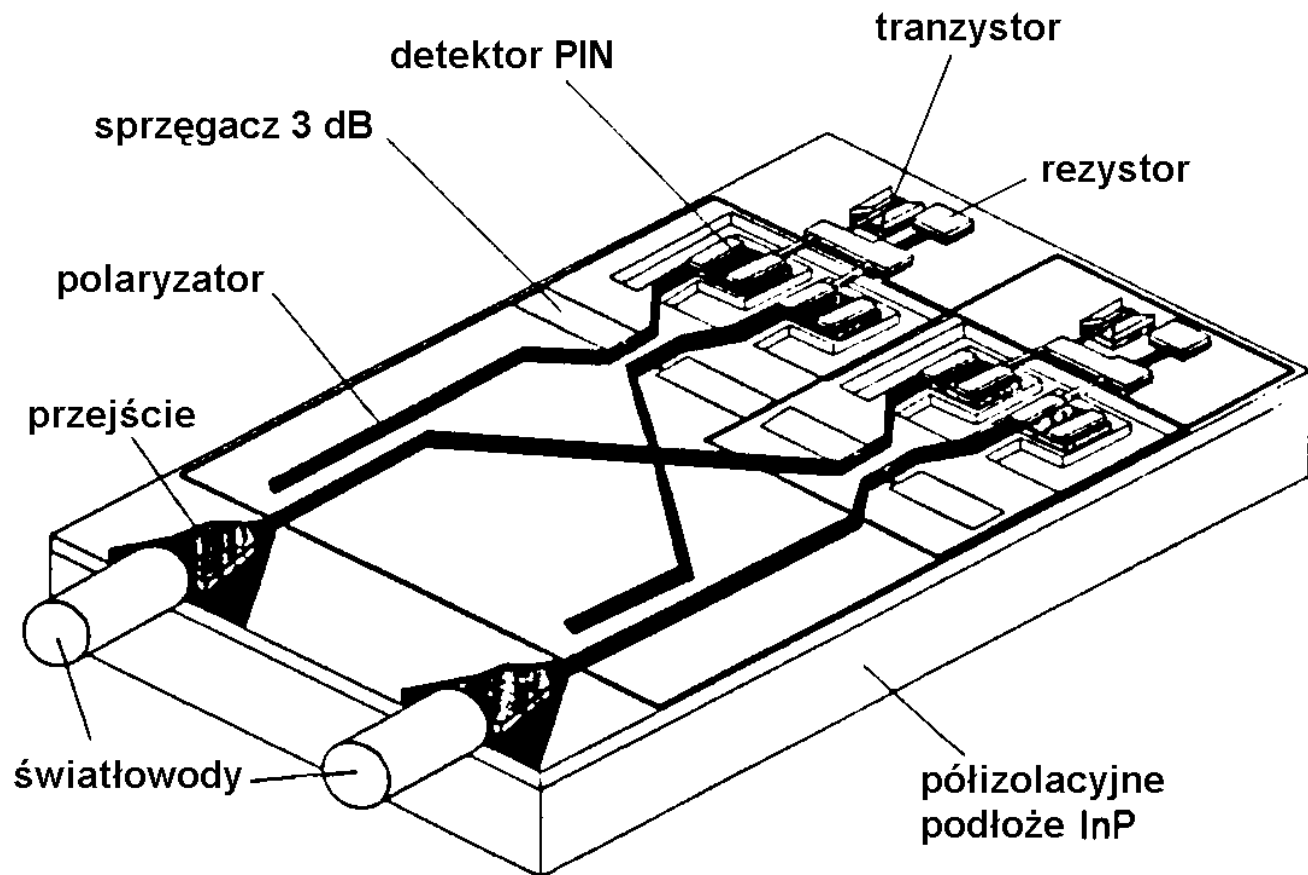 tranzystor
detektor PIN
sprzęgacz 3 dB
rezystor
polaryzator
przejście
światłowody
półizolacyjne
podłoże InP